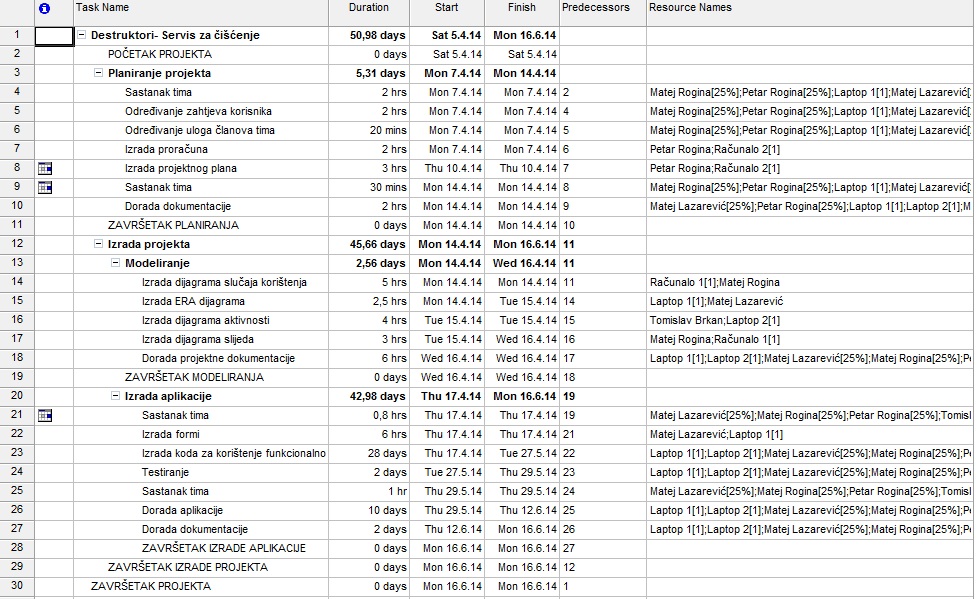 Task Name Duration Start Finish Predecessors Resource Names
1 Destruktori- Servis za čišćenje 50,98 days Sat 5.4.14 Mon 16.6.14
2 POČETAK PROJEKTA 0 days Sat 5.4.14 Sat 5.4.14
3 Planiranje projekta 5,31 days Mon 7.4.14 Mon 14.4.14
4 Sastanak tima 2 hrs Mon 7.4.14 Mon 7.4.14 2 Matej Rogina[25%];Petar Rogina[25%];Laptop 1[1];Matej Lazarević[
5 Određivanje zahtjeva korisnika 2 hrs Mon 7.4.14 Mon 7.4.14 4 Matej Rogina[25%];Petar Rogina[25%];Laptop 1[1];Matej Lazarević[
6 Određivanje uloga članova tima 20 mins Mon 7.4.14 Mon 7.4.14 5 Matej Rogina[25%];Petar Rogina[25%];Laptop 1[1];Matej Lazarević[
7 Izrada proračuna 2 hrs Mon 7.4.14 Mon 7.4.14 6 Petar Rogina;Računalo 2[1]
8 Izrada projektnog plana 3 hrs Thu 10.4.14 Thu 10.4.14 7 Petar Rogina;Računalo 2[1]
9 Sastanak tima 30 mins Mon 14.4.14 Mon 14.4.14 8 Matej Rogina[25%];Petar Rogina[25%];Laptop 1[1];Matej Lazarević[
10 Dorada dokumentacije 2 hrs Mon 14.4.14 Mon 14.4.14 9 Matej Lazarević[25%];Petar Rogina[25%];Laptop 1[1];Laptop 2[1];M
11 ZAVRŠETAK PLANIRANJA 0 days Mon 14.4.14 Mon 14.4.14 10
12 Izrada projekta 45,66 days Mon 14.4.14 Mon 16.6.14 11
13 Modeliranje 2,56 days Mon 14.4.14 Wed 16.4.14 11
14 Izrada dijagrama slučaja korištenja 5 hrs Mon 14.4.14 Mon 14.4.14 11 Računalo 1[1];Matej Rogina
15 Izrada ERA dijagrama 2,5 hrs Mon 14.4.14 Tue 15.4.14 14 Laptop 1[1];Matej Lazarević
16 Izrada dijagrama aktivnosti 4 hrs Tue 15.4.14 Tue 15.4.14 15 Tomislav Brkan;Laptop 2[1]
17 Izrada dijagrama slijeda 3 hrs Tue 15.4.14 Wed 16.4.14 16 Matej Rogina;Računalo 1[1]
18 Dorada projektne dokumentacije 6 hrs Wed 16.4.14 Wed 16.4.14 17 Laptop 1[1];Laptop 2[1];Matej Lazarević[25%];Matej Rogina[25%];P
19 ZAVRŠETAK MODELIRANJA 0 days Wed 16.4.14 Wed 16.4.14 18
20 Izrada aplikacije 42,98 days Thu 17.4.14 Mon 16.6.14 19
21 Sastanak tima 0,8 hrs Thu 17.4.14 Thu 17.4.14 19 Matej Lazarević[25%];Matej Rogina[25%];Petar Rogina[25%];Tomisl
22 Izrada formi 6 hrs Thu 17.4.14 Thu 17.4.14 21 Matej Lazarević;Laptop 1[1]
23 Izrada koda za korištenje funkcionalno 28 days Thu 17.4.14 Tue 27.5.14 22 Laptop 1[1];Laptop 2[1];Matej Lazarević[25%];Matej Rogina[25%];P
24 Testiranje 2 days Tue 27.5.14 Thu 29.5.14 23 Laptop 1[1];Laptop 2[1];Matej Lazarević[25%];Matej Rogina[25%];P
25 Sastanak tima 1 hr Thu 29.5.14 Thu 29.5.14 24 Matej Lazarević[25%];Matej Rogina[25%];Petar Rogina[25%];Tomisl
26 Dorada aplikacije 10 days Thu 29.5.14 Thu 12.6.14 25 Laptop 1[1];Laptop 2[1];Matej Lazarević[25%];Matej Rogina[25%];P
27 Dorada dokumentacije 2 days Thu 12.6.14 Mon 16.6.14 26 Laptop 1[1];Laptop 2[1];Matej Lazarević[25%];Matej Rogina[25%];P
28 ZAVRŠETAK IZRADE APLIKACIJE 0 days Mon 16.6.14 Mon 16.6.14 27
29 ZAVRŠETAK IZRADE PROJEKTA 0 days Mon 16.6.14 Mon 16.6.14 12
30 ZAVRŠETAK PROJEKTA 0 days Mon 16.6.14 Mon 16.6.14 1